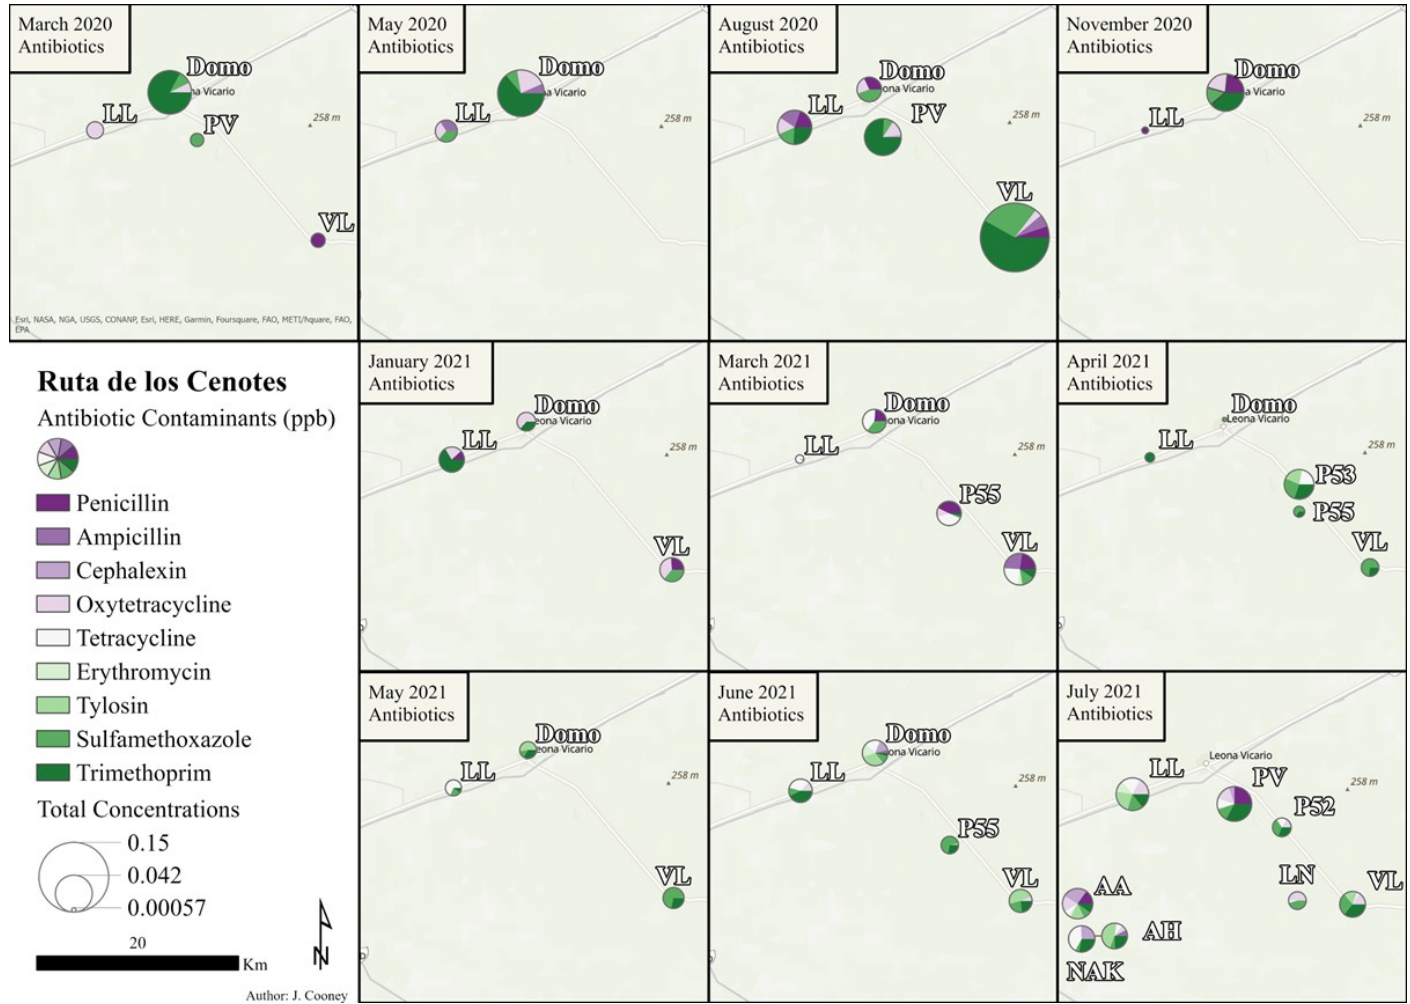 March 2020
Antibiotics
Domo
na Vicario
LL
PV
258 m
VL
Esri, NASA, NGA, USGS, CONANP, Esri, HERE, Garmin, Foursquare, FAO, METI/hquare, FAO,
EPA
May 2020
Antibiotics
Domo
na Vicario
LL
258 m
August 2020
Antibiotics
Domo
ona Vicario
LL
PV
258 m
VL
November 2020
Antibiotics
Domo
na Vicario
LL
258 m
Ruta de los Cenotes
Antibiotic Contaminants (ppb)
Penicillin
Ampicillin
Cephalexin
Oxytetracycline
Tetracycline
Erythromycin
Tylosin
Sulfamethoxazole
Trimethoprim
Total Concentrations
0.15
0.042
0.00057
20
Km
N
Author: J. Cooney
January 2021
Antibiotics
Domo
eona Vicario
LL
258 m
VL
March 2021
Antibiotics
Domo
eona Vicario
LL
258 m
P55
VL
April 2021
Antibiotics
Domo
Leona Vicario
LL
258 m
P53
P55
VL
May 2021
Antibiotics
Domo
eona Vicario
LL
258 m
VL
June 2021
Antibiotics
Domo
ona Vicario
LL
258 m
P55
VL
July 2021
Antibiotics
Leona Vicario
LL
PV
258 m
P52
AA
LN
VL
AH
NAK